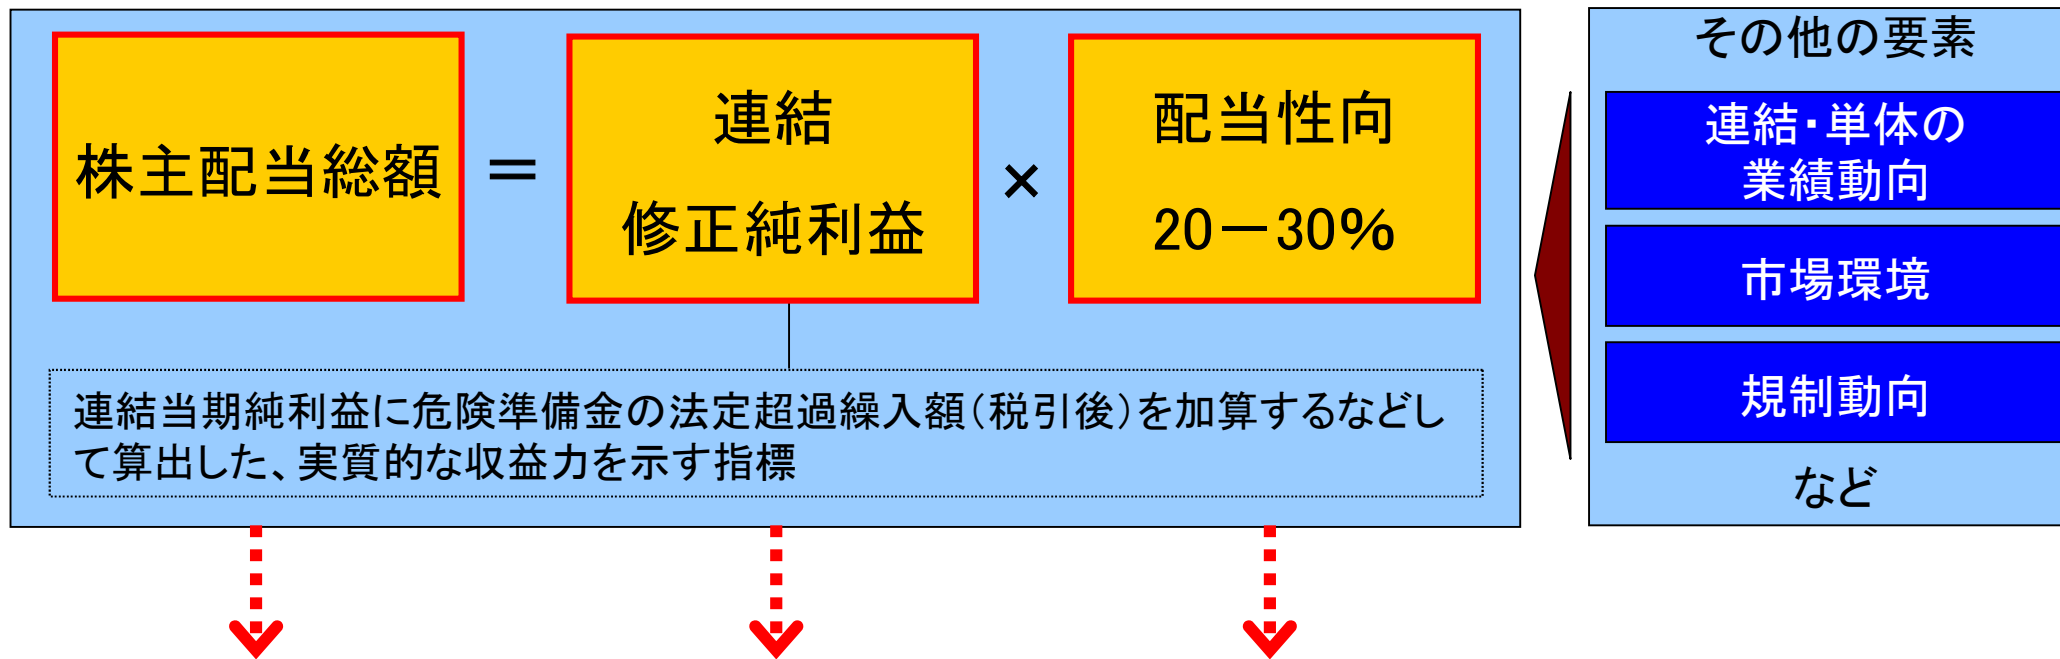 株主配当総額
＝
連結
修正純利益
×
配当性向
20－30%
連結当期純利益に危険準備金の法定超過繰入額（税引後）を加算するなどし
て算出した、実質的な収益力を示す指標
その他の要素
連結・単体の
業績動向
市場環境
規制動向
など